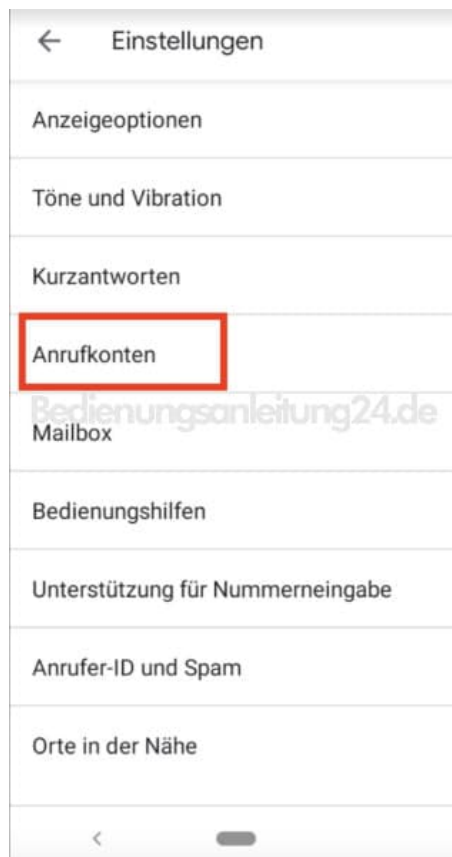 Einstellungen
Anzeigeoptionen
Töne und Vibration
Kurzantworten
Anrufkonten
Bedienungsanleitung24.de
Mailbox
Bedienungshilfen
Unterstützung für Nummerneingabe
Anrufer-ID und Spam
Orte in der Nähe